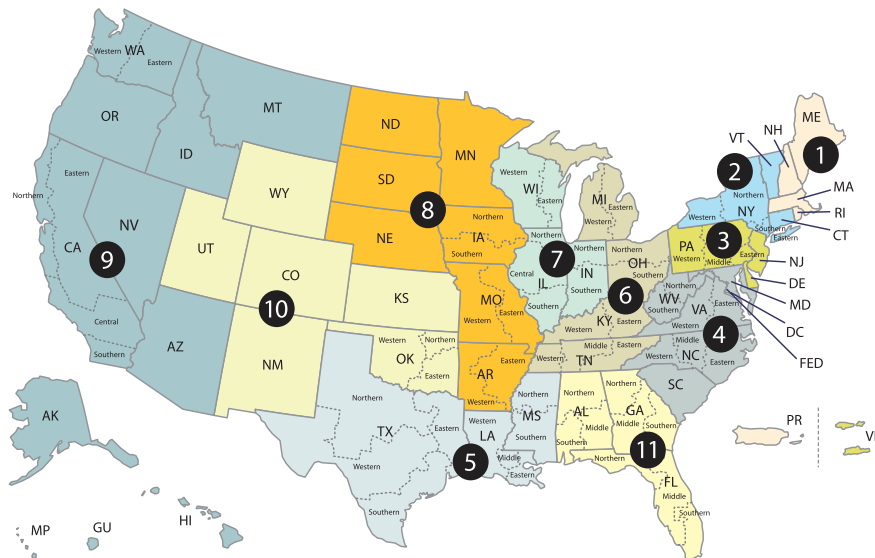 WA
Western
Eastern
OR
ID
MT
ND
SD
NE
MN
8
IA
Northern
Southern
WY
UT
CO
10
KS
NM
NV
9
CA
Northern
Eastern
Central
Southern
AZ
OK
Western
Northern
Eastern
MO
Western
Eastern
AR
Eastern
Western
WI
Western
Eastern
MI
Western
Eastern
7
IL
Northern
Central
Southern
IN
Northern
Southern
OH
Northern
Southern
6
KY
Western
Eastern
TN
Western
Middle
Eastern
ME
1
NH
VT
2
NY
Northern
Western
Southern
Eastern
MA
RI
CT
PA
3
Western
Middle
Eastern
NJ
DE
MD
DC
FED
WV
Northern
Southern
VA
Eastern
Western
4
NC
Middle
Western
Eastern
SC
TX
Northern
Eastern
Western
Southern
5
LA
Western
Middle
Eastern
MS
Northern
Southern
AL
Northern
Middle
Southern
GA
Northern
Middle
Southern
11
FL
Northern
Middle
Southern
PR
AK
HI
GU
MP